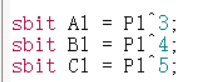 sbit A1 = P1^3;
sbit B1 = P1^4;
sbit C1 = P1^5;